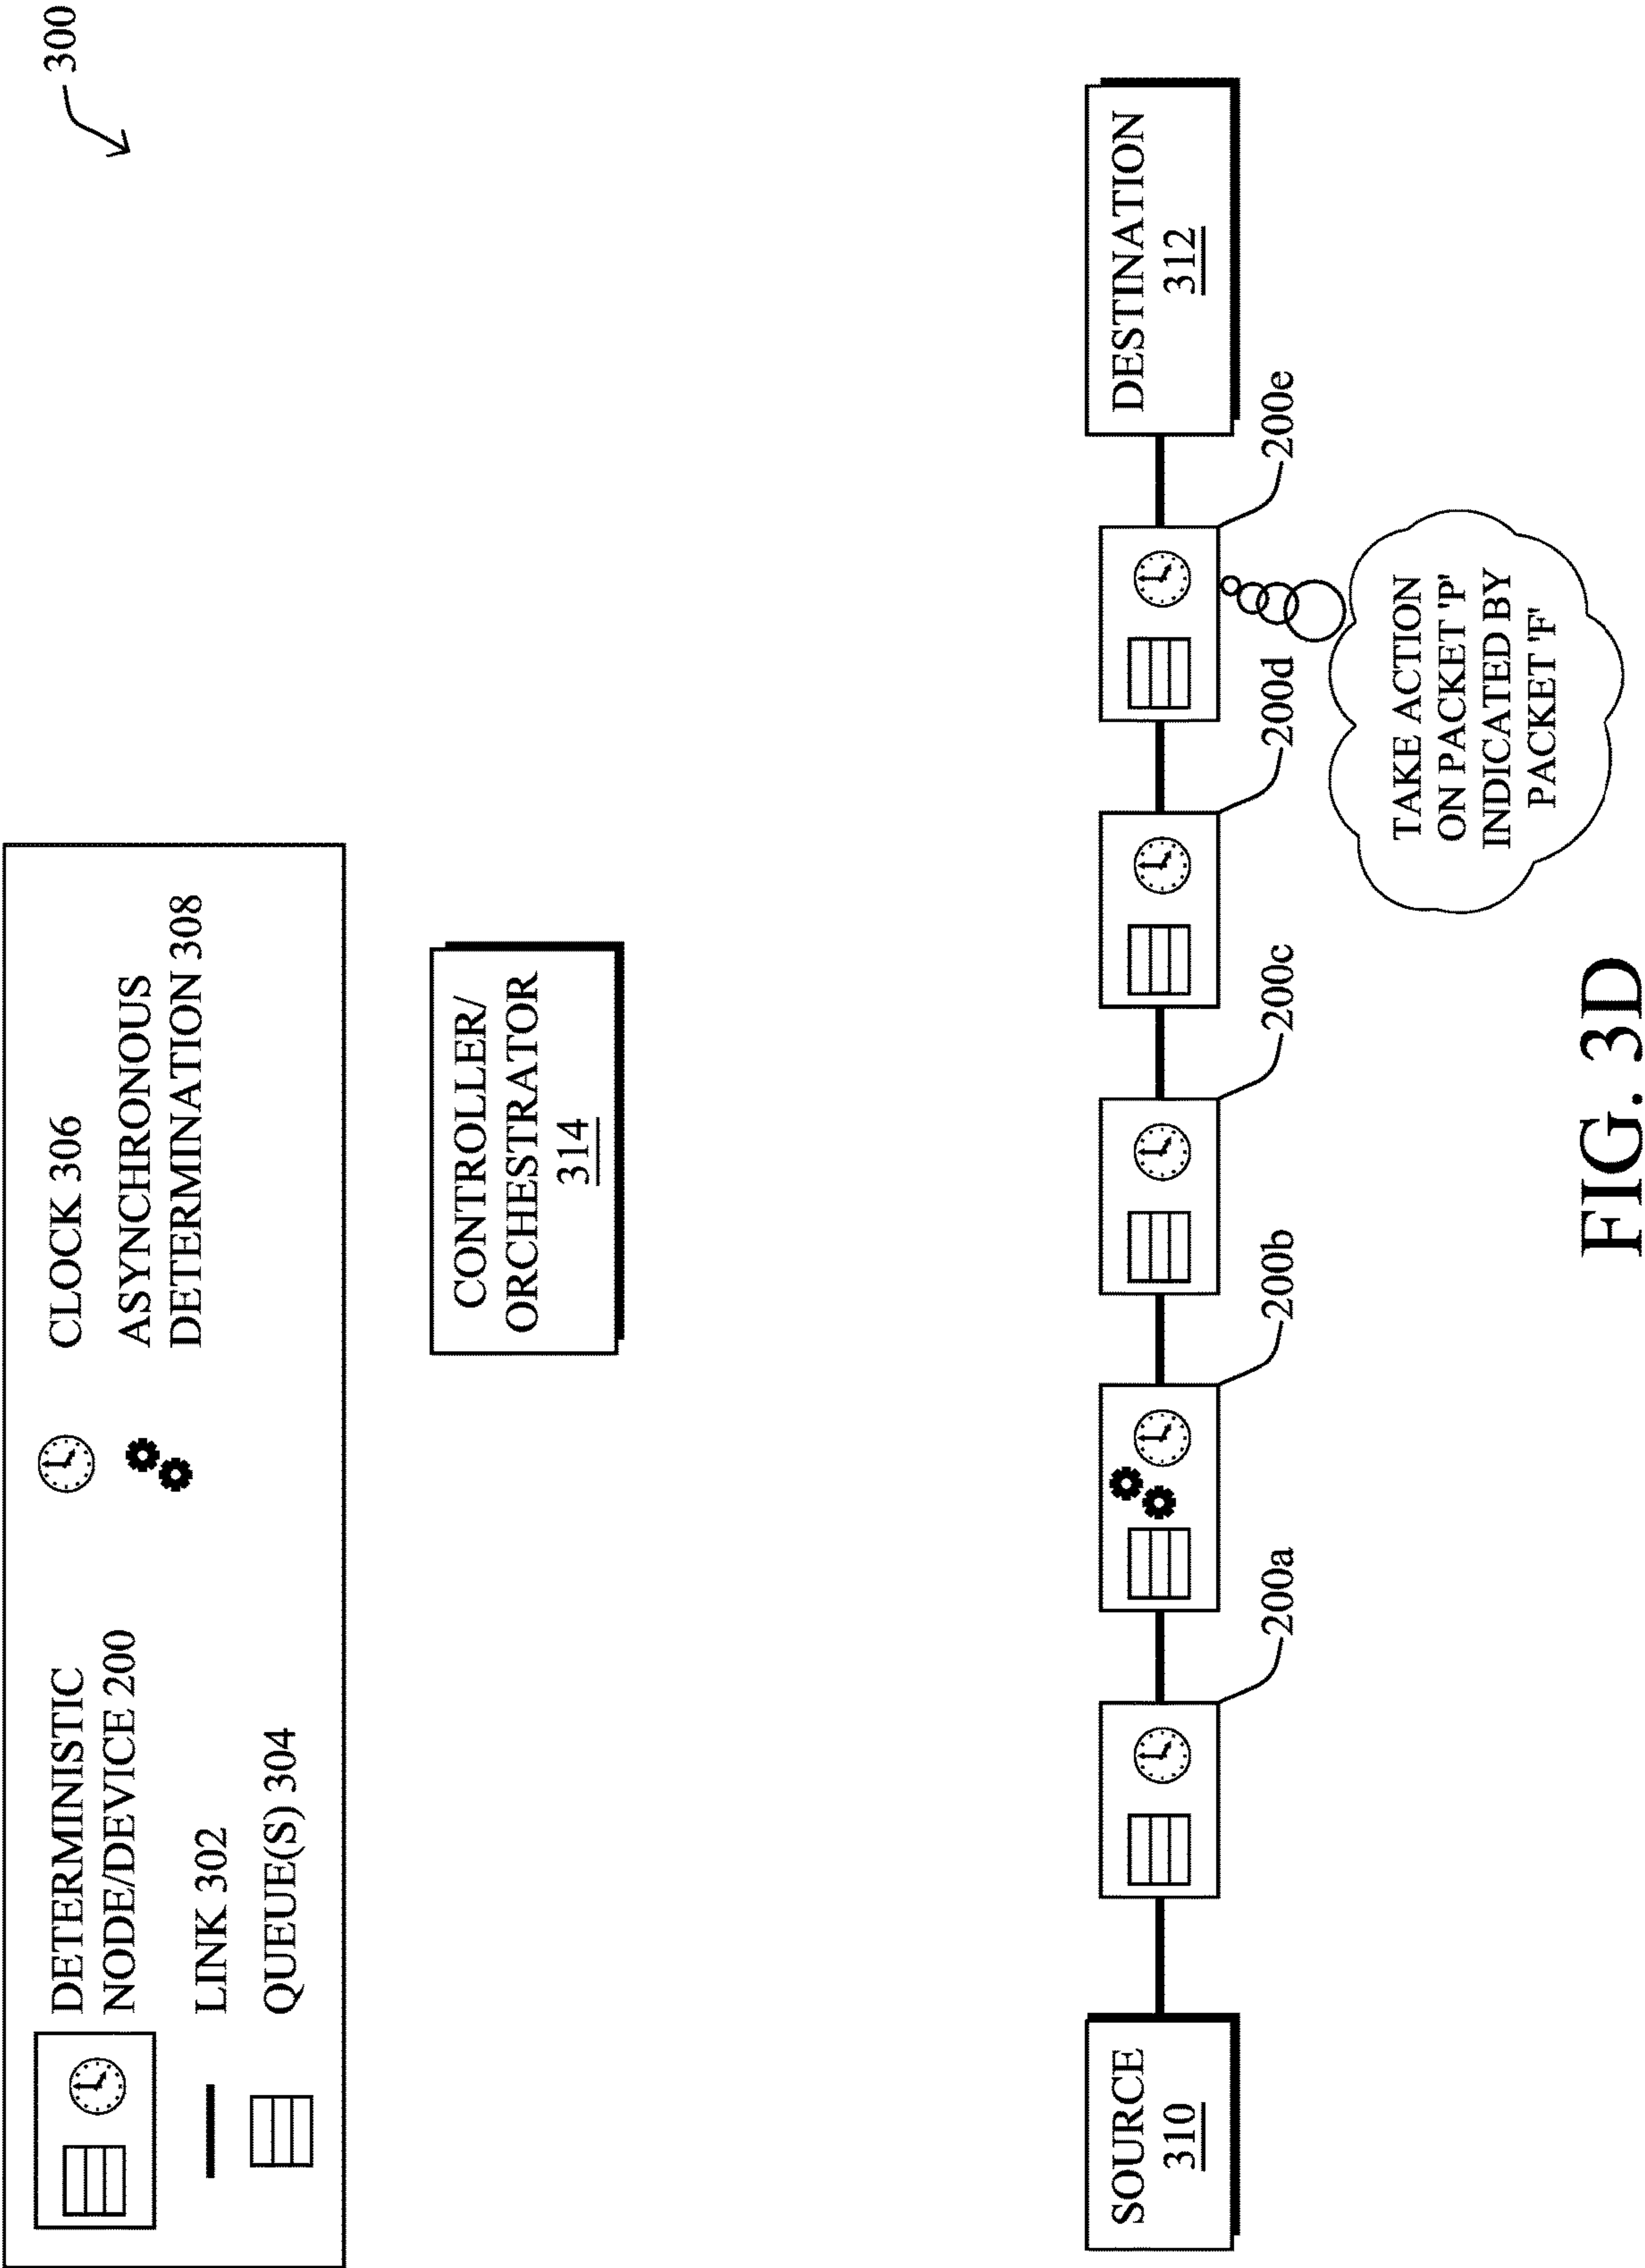 300
DETERMINISTIC
NODE/DEVICE 200
LINK 302
QUEUE(S) 304
CLOCK 306
ASYNCHRONOUS
DETERMINATION 308
CONTROLLER/
ORCHESTRATOR
314
SOURCE
310
200a
200b
200c
200d
200e
DESTINATION
312
TAKE ACTION
ON PACKET 'P'
INDICATED BY
PACKET 'F'
FIG. 3D